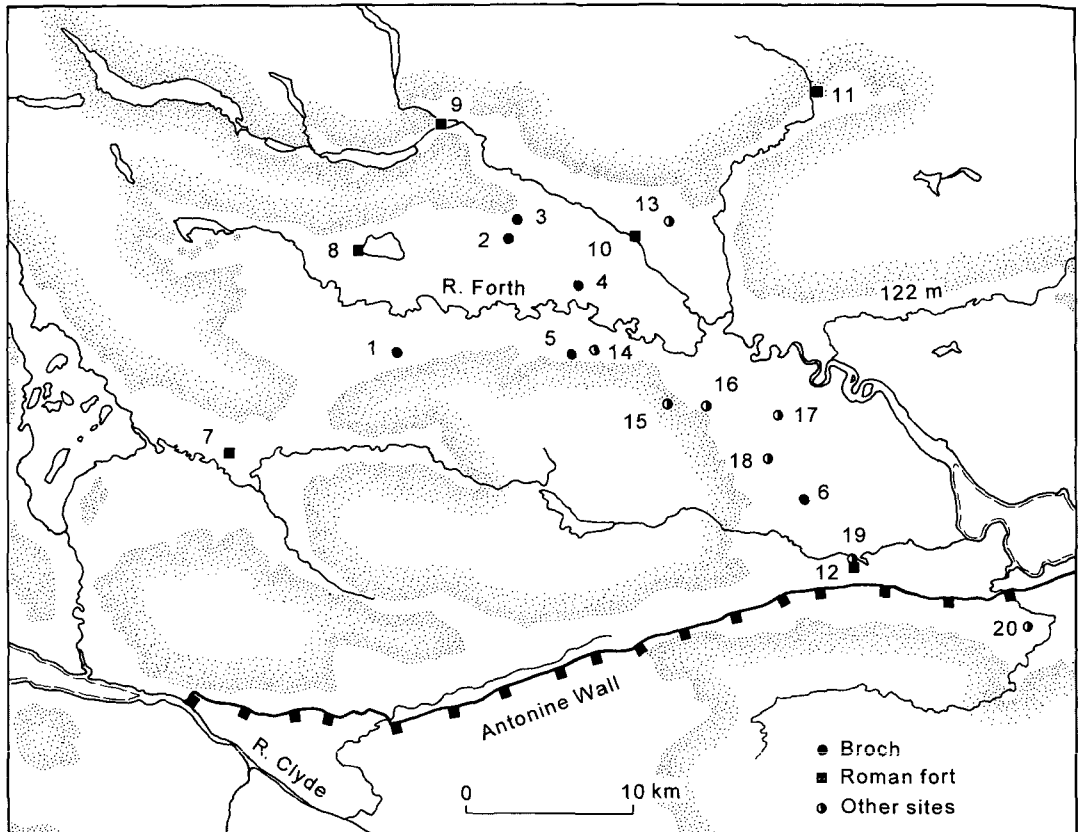 9
11
13
3
2
10
8
4
R. Forth
122 m
1
5
14
16
15
17
7
18
6
19
12
20
Antonine Wall
R. Clyde
Broch
Roman fort
Other sites
0 10 km